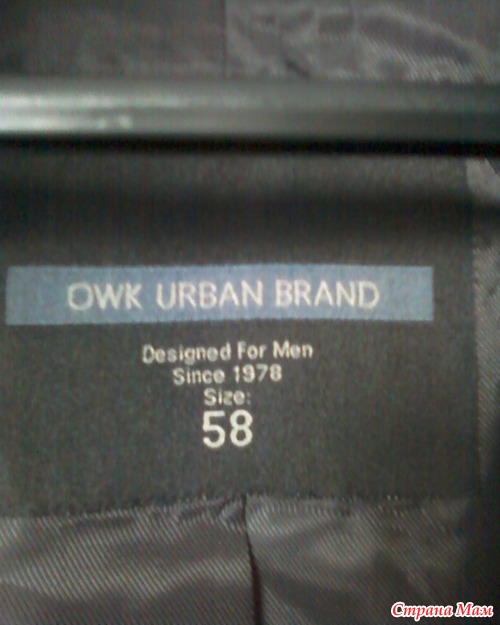 OWK URBAN BRAND
Designed For Men
Since 1978
Size:
58
Страна Мам